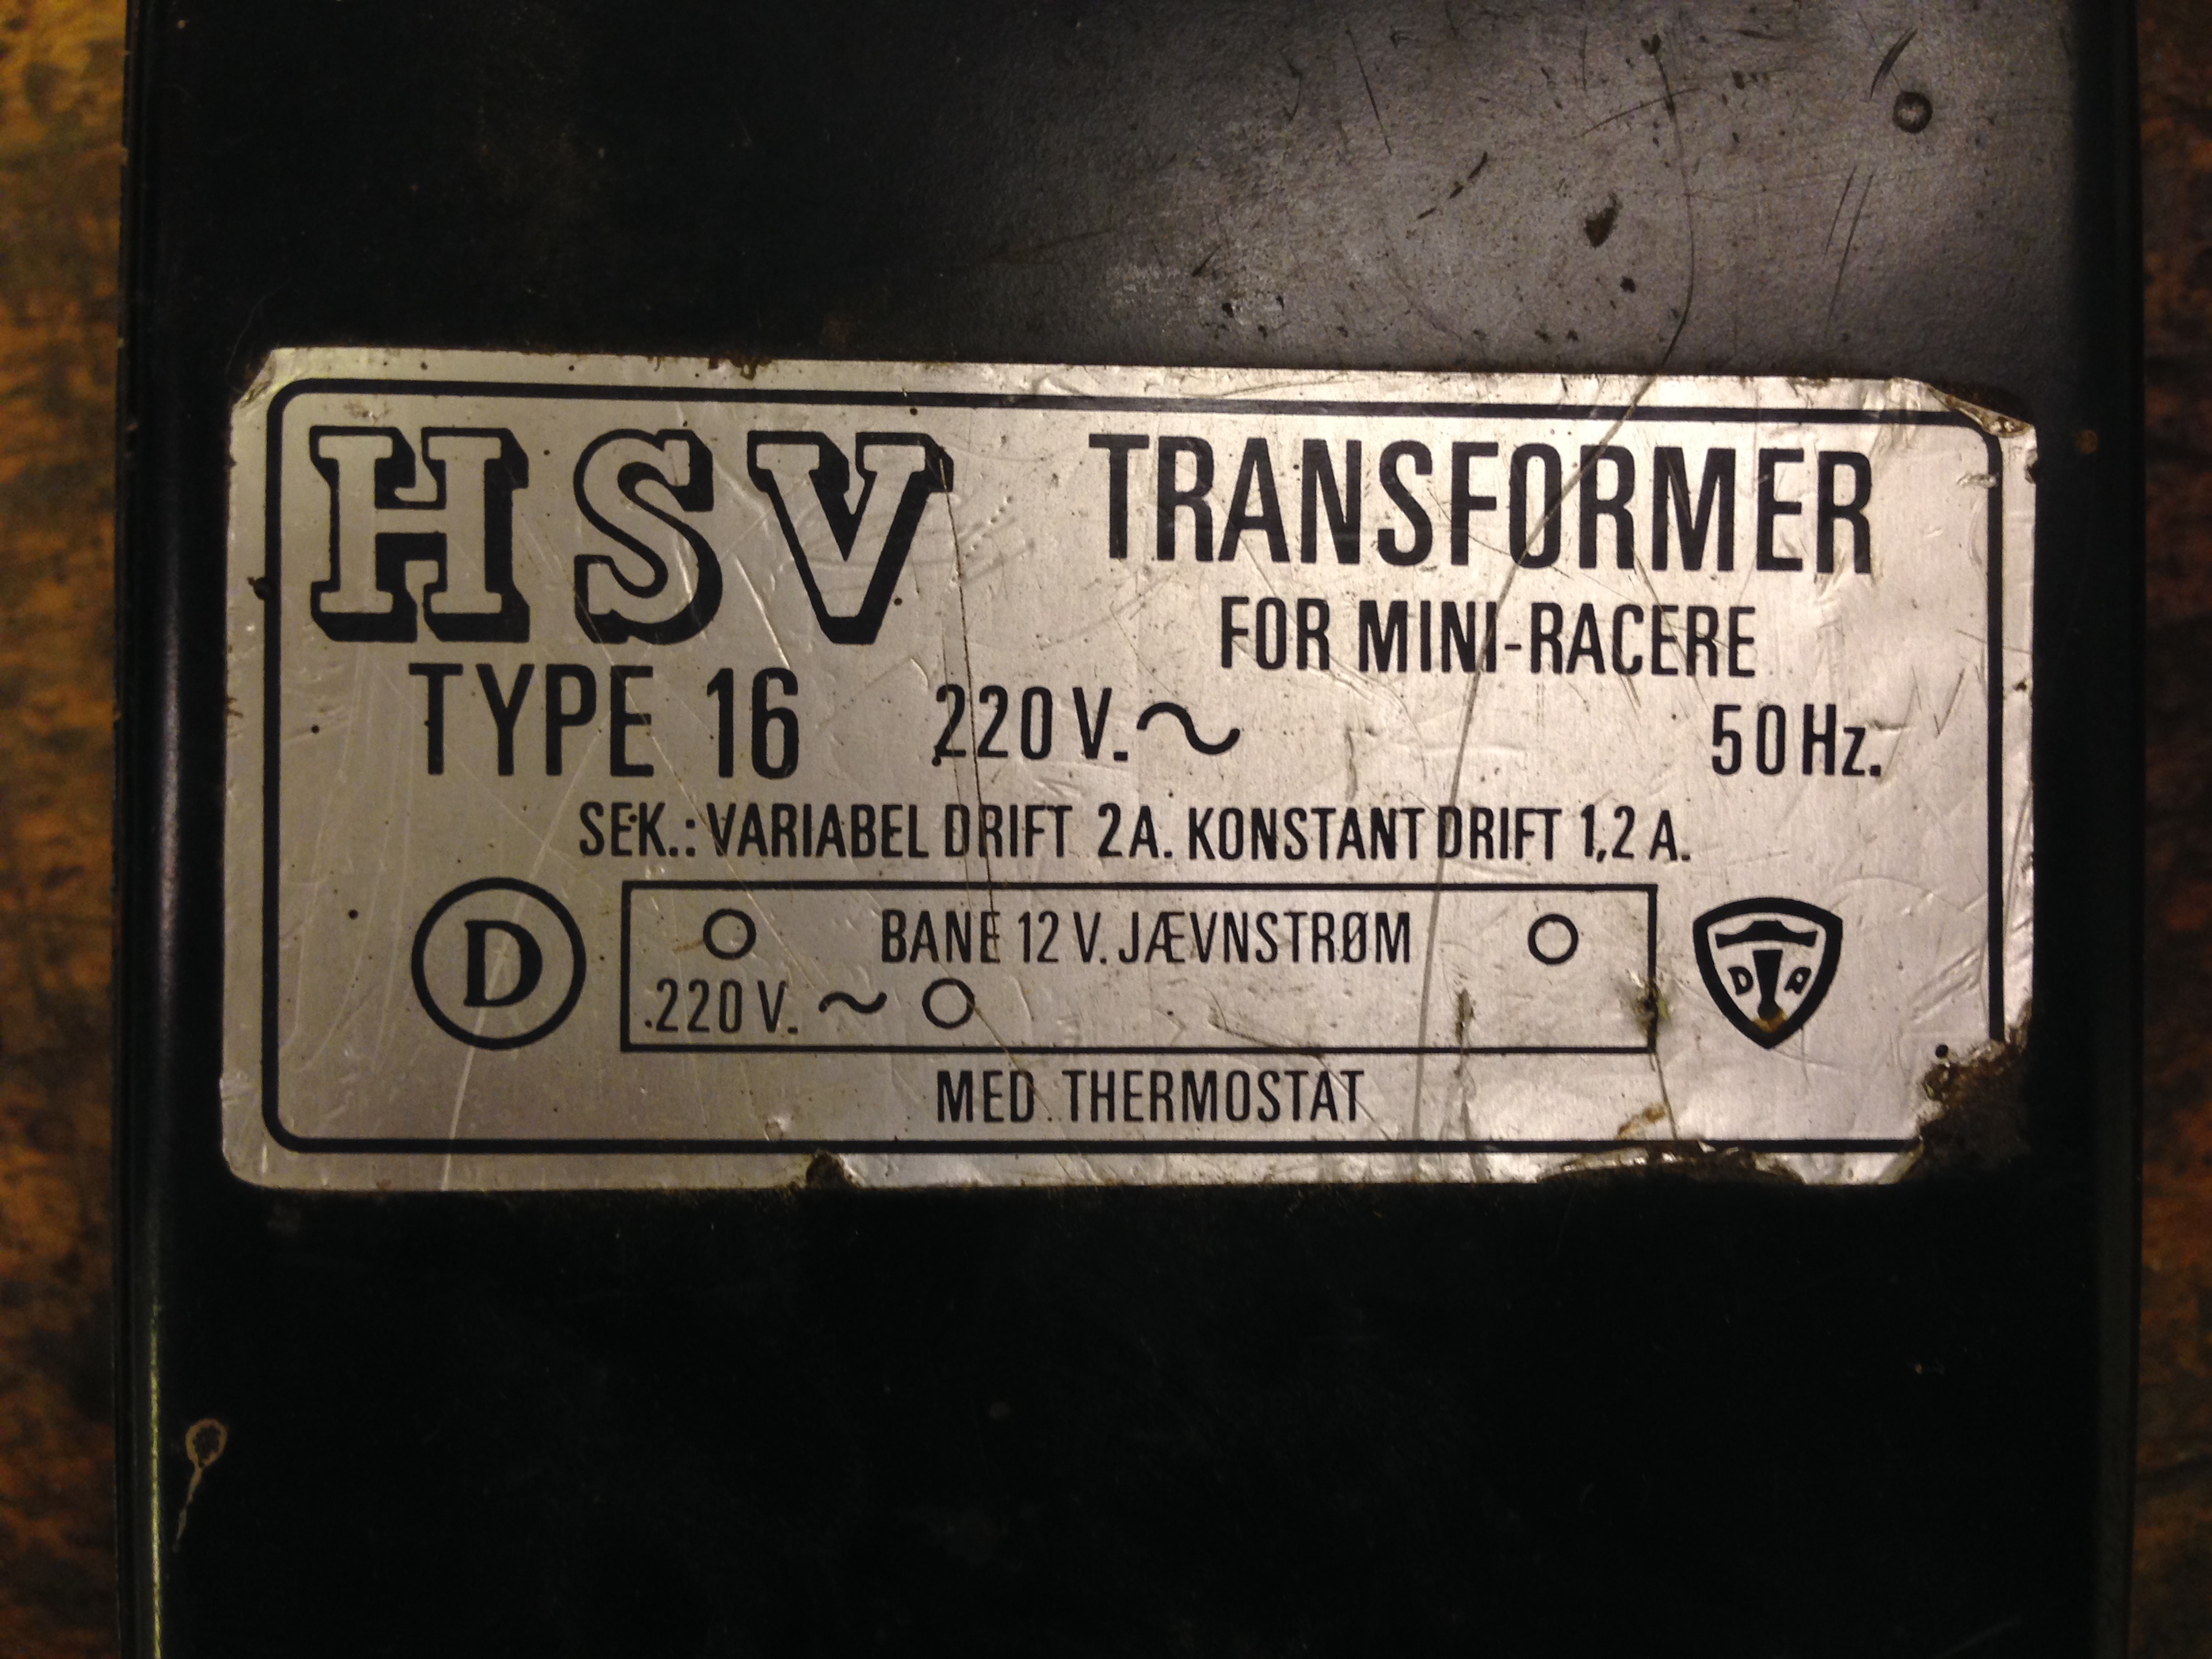 HSV TRANSFORMER
FOR MINI-RACERE
TYPE 16 220 V. ~ 50 Hz.
SEK.: VARIABEL DRIFT 2 A. KONSTANT DRIFT 1,2 A.
D
BANE 12 V. JÆVNSTRØM
220 V. ~
D A
MED THERMOSTAT